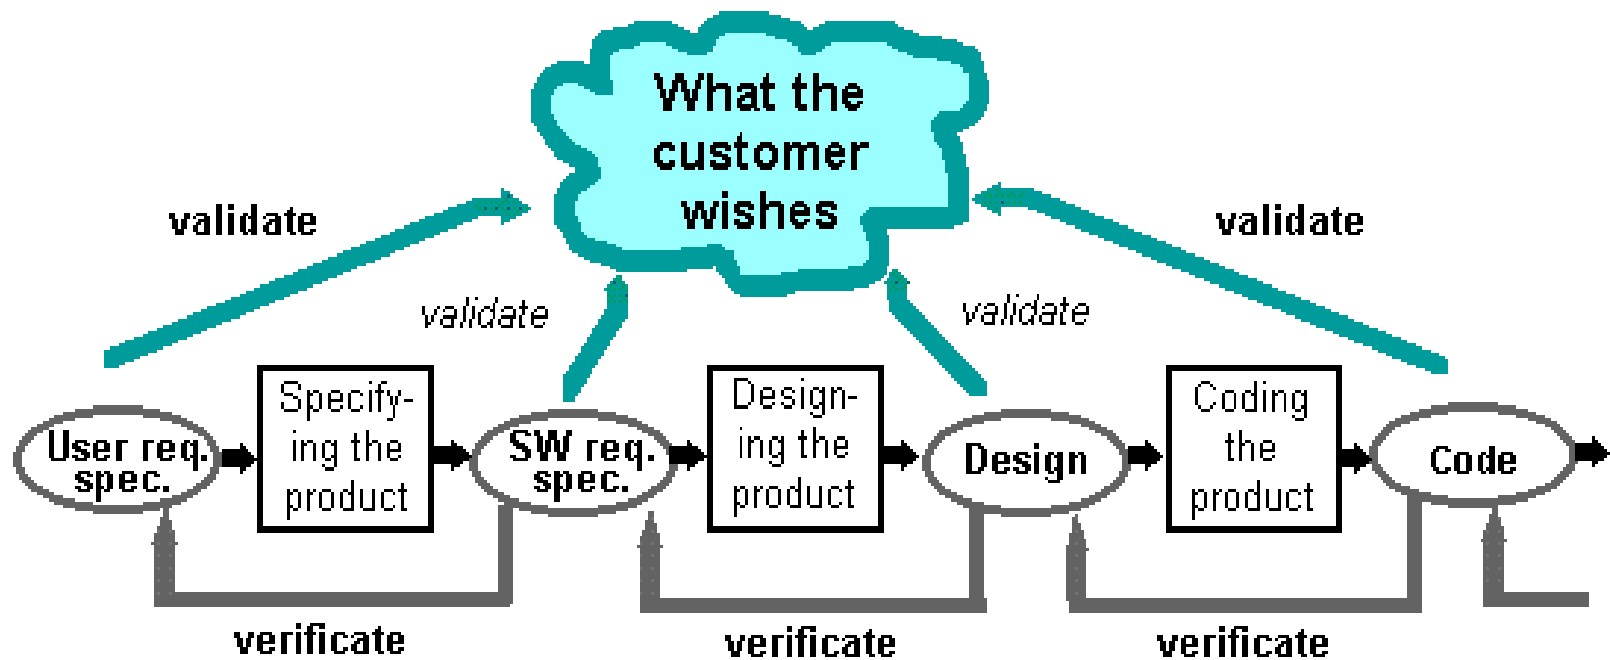 What the
customer
wishes
validate
validate
validate
validate
User req.
spec.
Specify-
ing the
product
SW req.
spec.
Design-
ing the
product
Design
Coding
the
product
Code
verificate
verificate
verificate